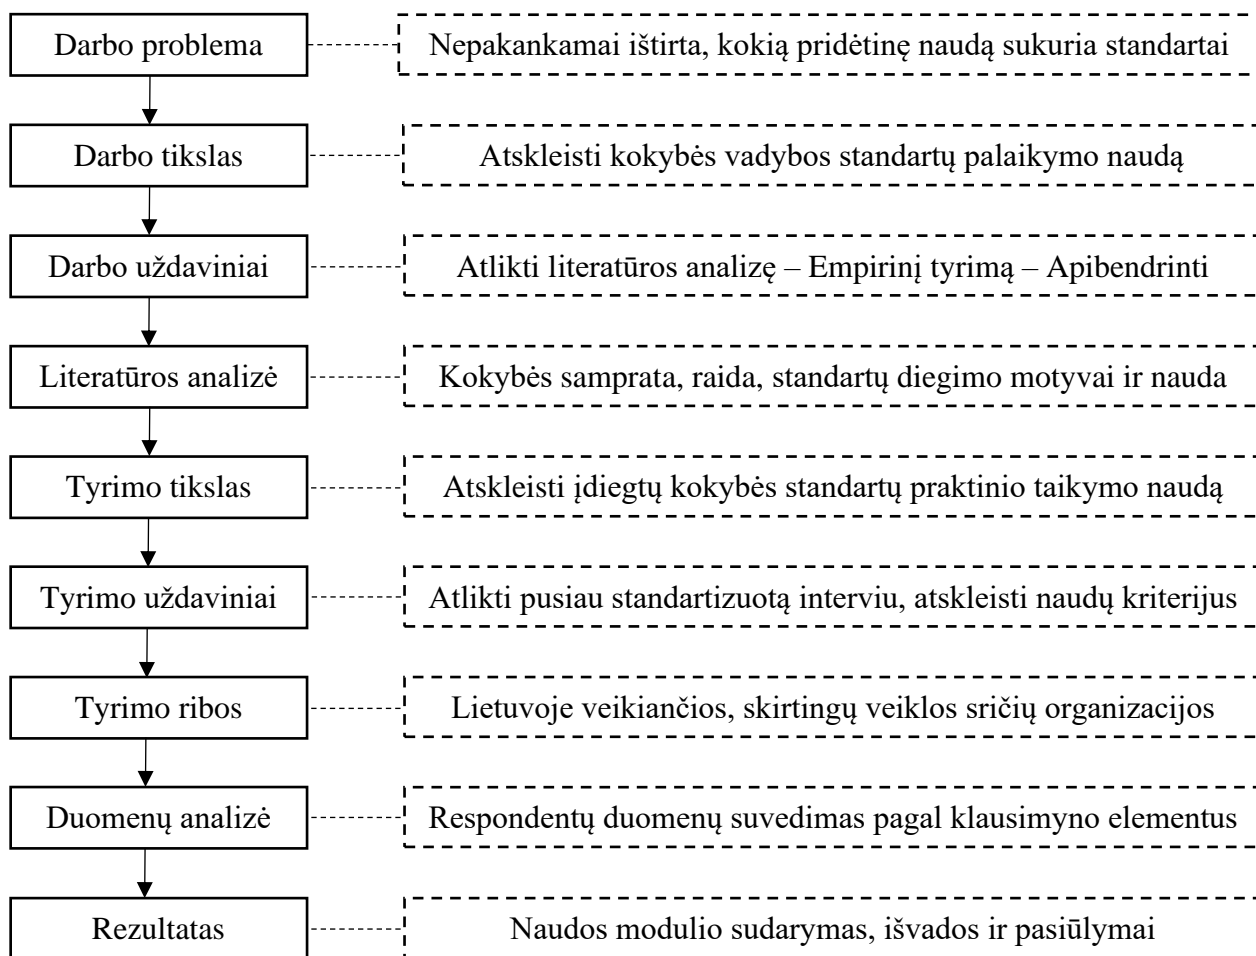 Darbo problema
Nepakankamai ištirta, kokią pridėtinę naudą sukuria standartai
Darbo tikslas
Atskleisti kokybės vadybos standartų palaikymo naudą
Darbo uždaviniai
Atlikti literatūros analizę – Empirinį tyrimą – Apibendrinti
Literatūros analizė
Kokybės samprata, raida, standartų diegimo motyvai ir nauda
Tyrimo tikslas
Atskleisti įdiegtų kokybės standartų praktinio taikymo naudą
Tyrimo uždaviniai
Atlikti pusiau standartizuotą interviu, atskleisti naudų kriterijus
Tyrimo ribos
Lietuvoje veikiančios, skirtingų veiklos sričių organizacijos
Duomenų analizė
Respondentų duomenų suvedimas pagal klausimyno elementus
Rezultatas
Naudos modulio sudarymas, išvados ir pasiūlymai